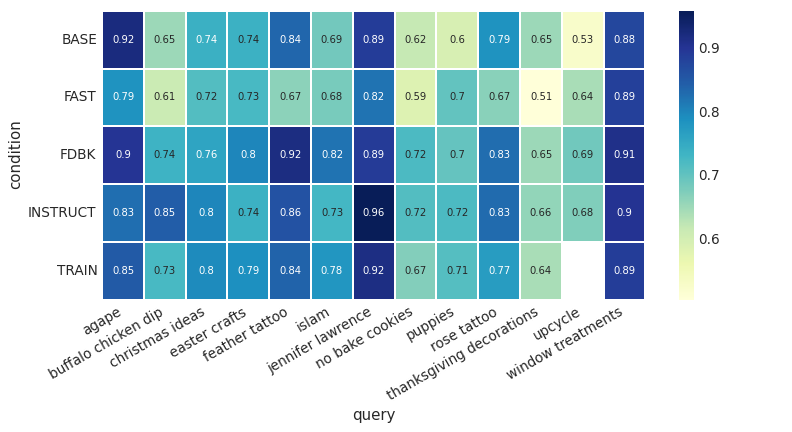 BASE 0.92 0.65 0.74 0.74 0.84 0.69 0.89 0.62 0.6 0.79 0.65 0.53 0.88
FAST 0.79 0.61 0.72 0.73 0.67 0.68 0.82 0.59 0.7 0.67 0.51 0.64 0.89
FDBK 0.9 0.74 0.76 0.8 0.92 0.82 0.89 0.72 0.7 0.83 0.65 0.69 0.91
INSTRUCT 0.83 0.85 0.8 0.74 0.86 0.73 0.96 0.72 0.72 0.83 0.66 0.68 0.9
TRAIN 0.85 0.73 0.8 0.79 0.84 0.78 0.92 0.67 0.71 0.77 0.64 0.89
condition
agape
buffalo chicken dip
christmas ideas
easter crafts
feather tattoo
islam
jennifer lawrence
no bake cookies
puppies
rose tattoo
thanksgiving decorations
upcycle
window treatments
query
0.9
0.8
0.7
0.6